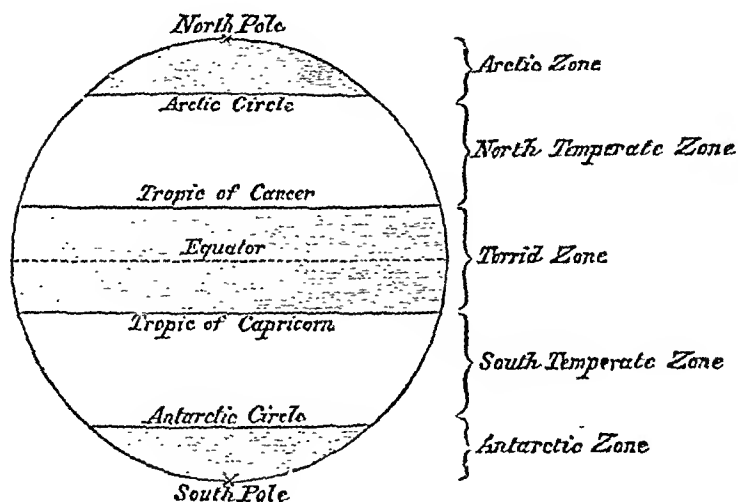 North Pole
Arctic Zone
Arctic Circle
North Temperate Zone
Tropic of Cancer
Equator
Torrid Zone
Tropic of Capricorn
South Temperate Zone
Antarctic Circle
Antarctic Zone
South Pole